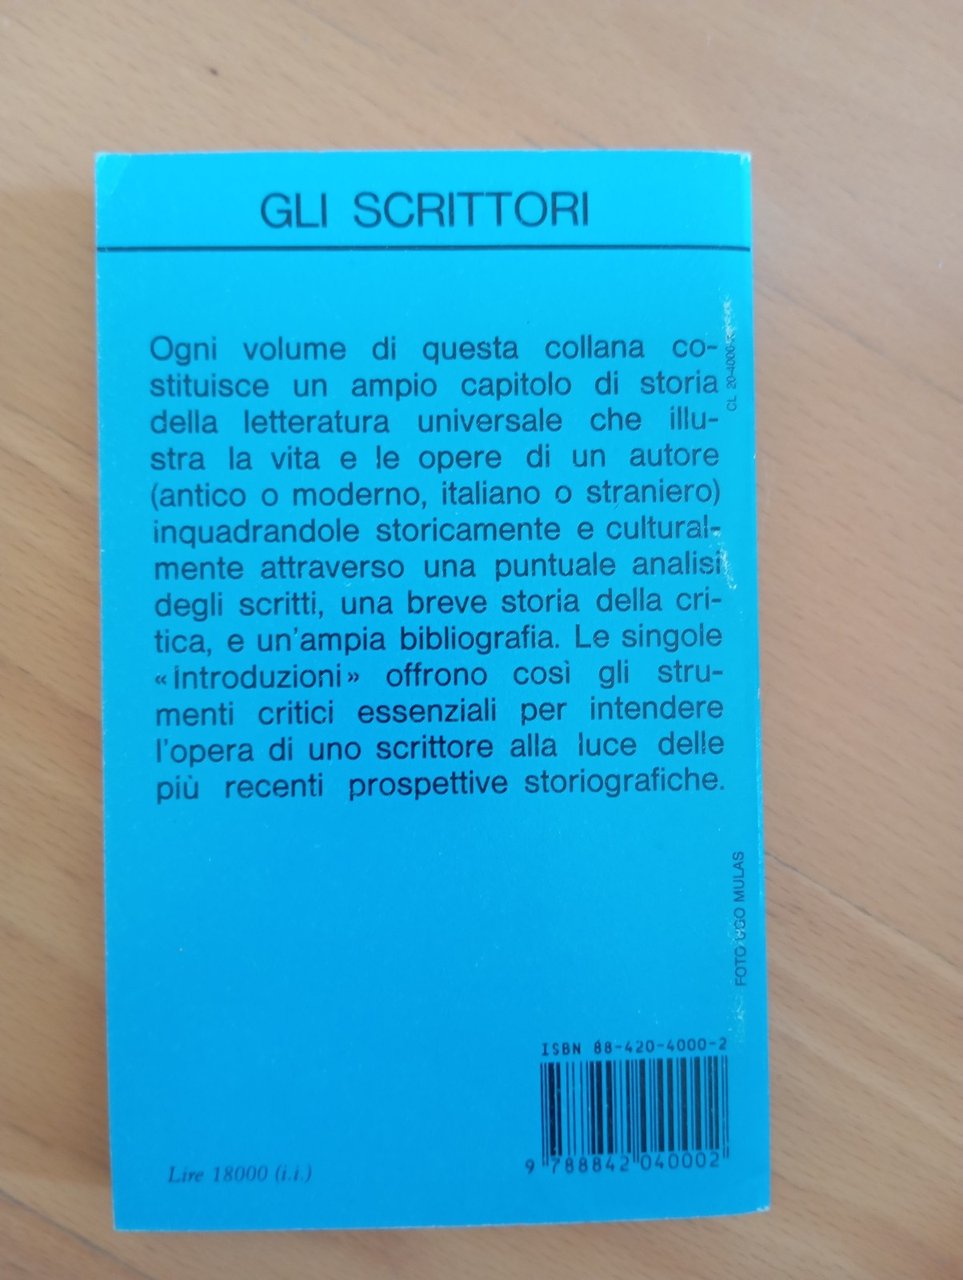 GLI SCRITTORI
Ogni volume di questa collana co-
stituisce un ampio capitolo di storia
della letteratura universale che illu-
stra la vita e le opere di un autore
(antico o moderno, italiano o straniero)
inquadrandole storicamente e cultural-
mente attraverso una puntuale analisi
degli scritti, una breve storia della cri-
tica, e un'ampia bibliografia. Le singole
«Introduzioni» offrono così gli stru-
menti critici essenziali per intendere
l'opera di uno scrittore alla luce delle
più recenti prospettive storiografiche.
CL 20-4000-
FOTO UGO MULAS
ISBN 88-420-4000-2
9 788842 040002
Lire 18000 (i.i.)